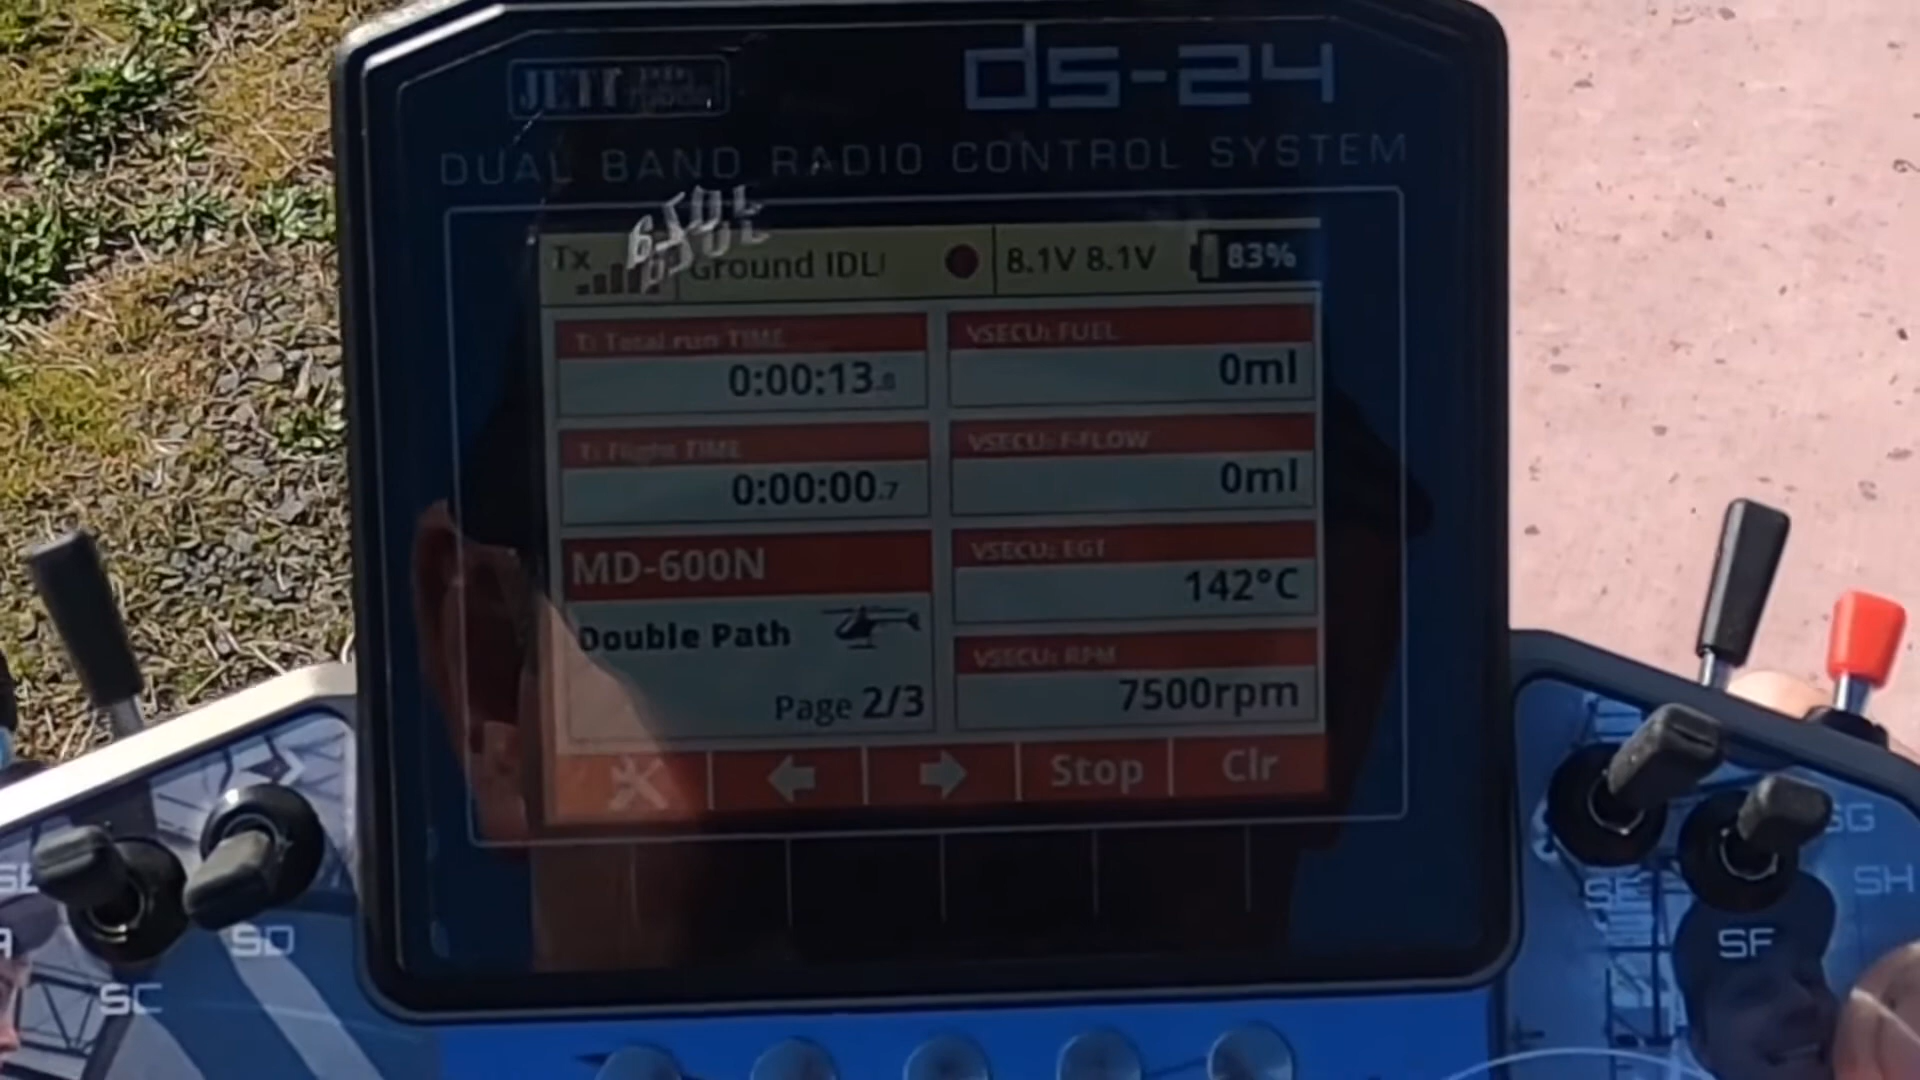 JETI
ds-24
DUAL BAND RADIO CONTROL SYSTEM
Tx Ground IDL 8.1V 8.1V 83%
T: Total run TIME
0:00:13.8
T: Flight TIME
0:00:00.7
MD-600N
Double Path
Page 2/3
VSECU: FUEL
0ml
VSECU: F-FLOW
0ml
VSECU: EGT
142°C
VSECU: RPM
7500rpm
Stop Clr
SD
SC
SE
SF
SG
SH